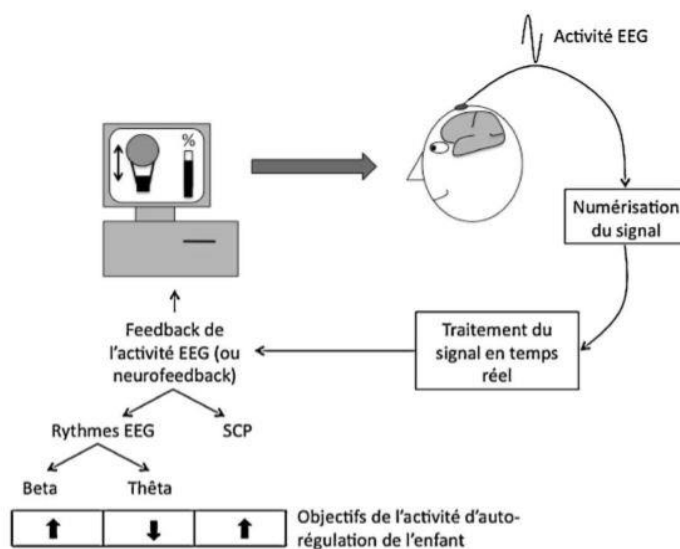 Activité EEG
%
Numérisation
du signal
Traitement du
signal en temps
réel
Feedback de
l'activité EEG (ou
neurofeedback)
Rythmes EEG
SCP
Beta
Thêta
Objectifs de l'activité d'auto-
régulation de l'enfant